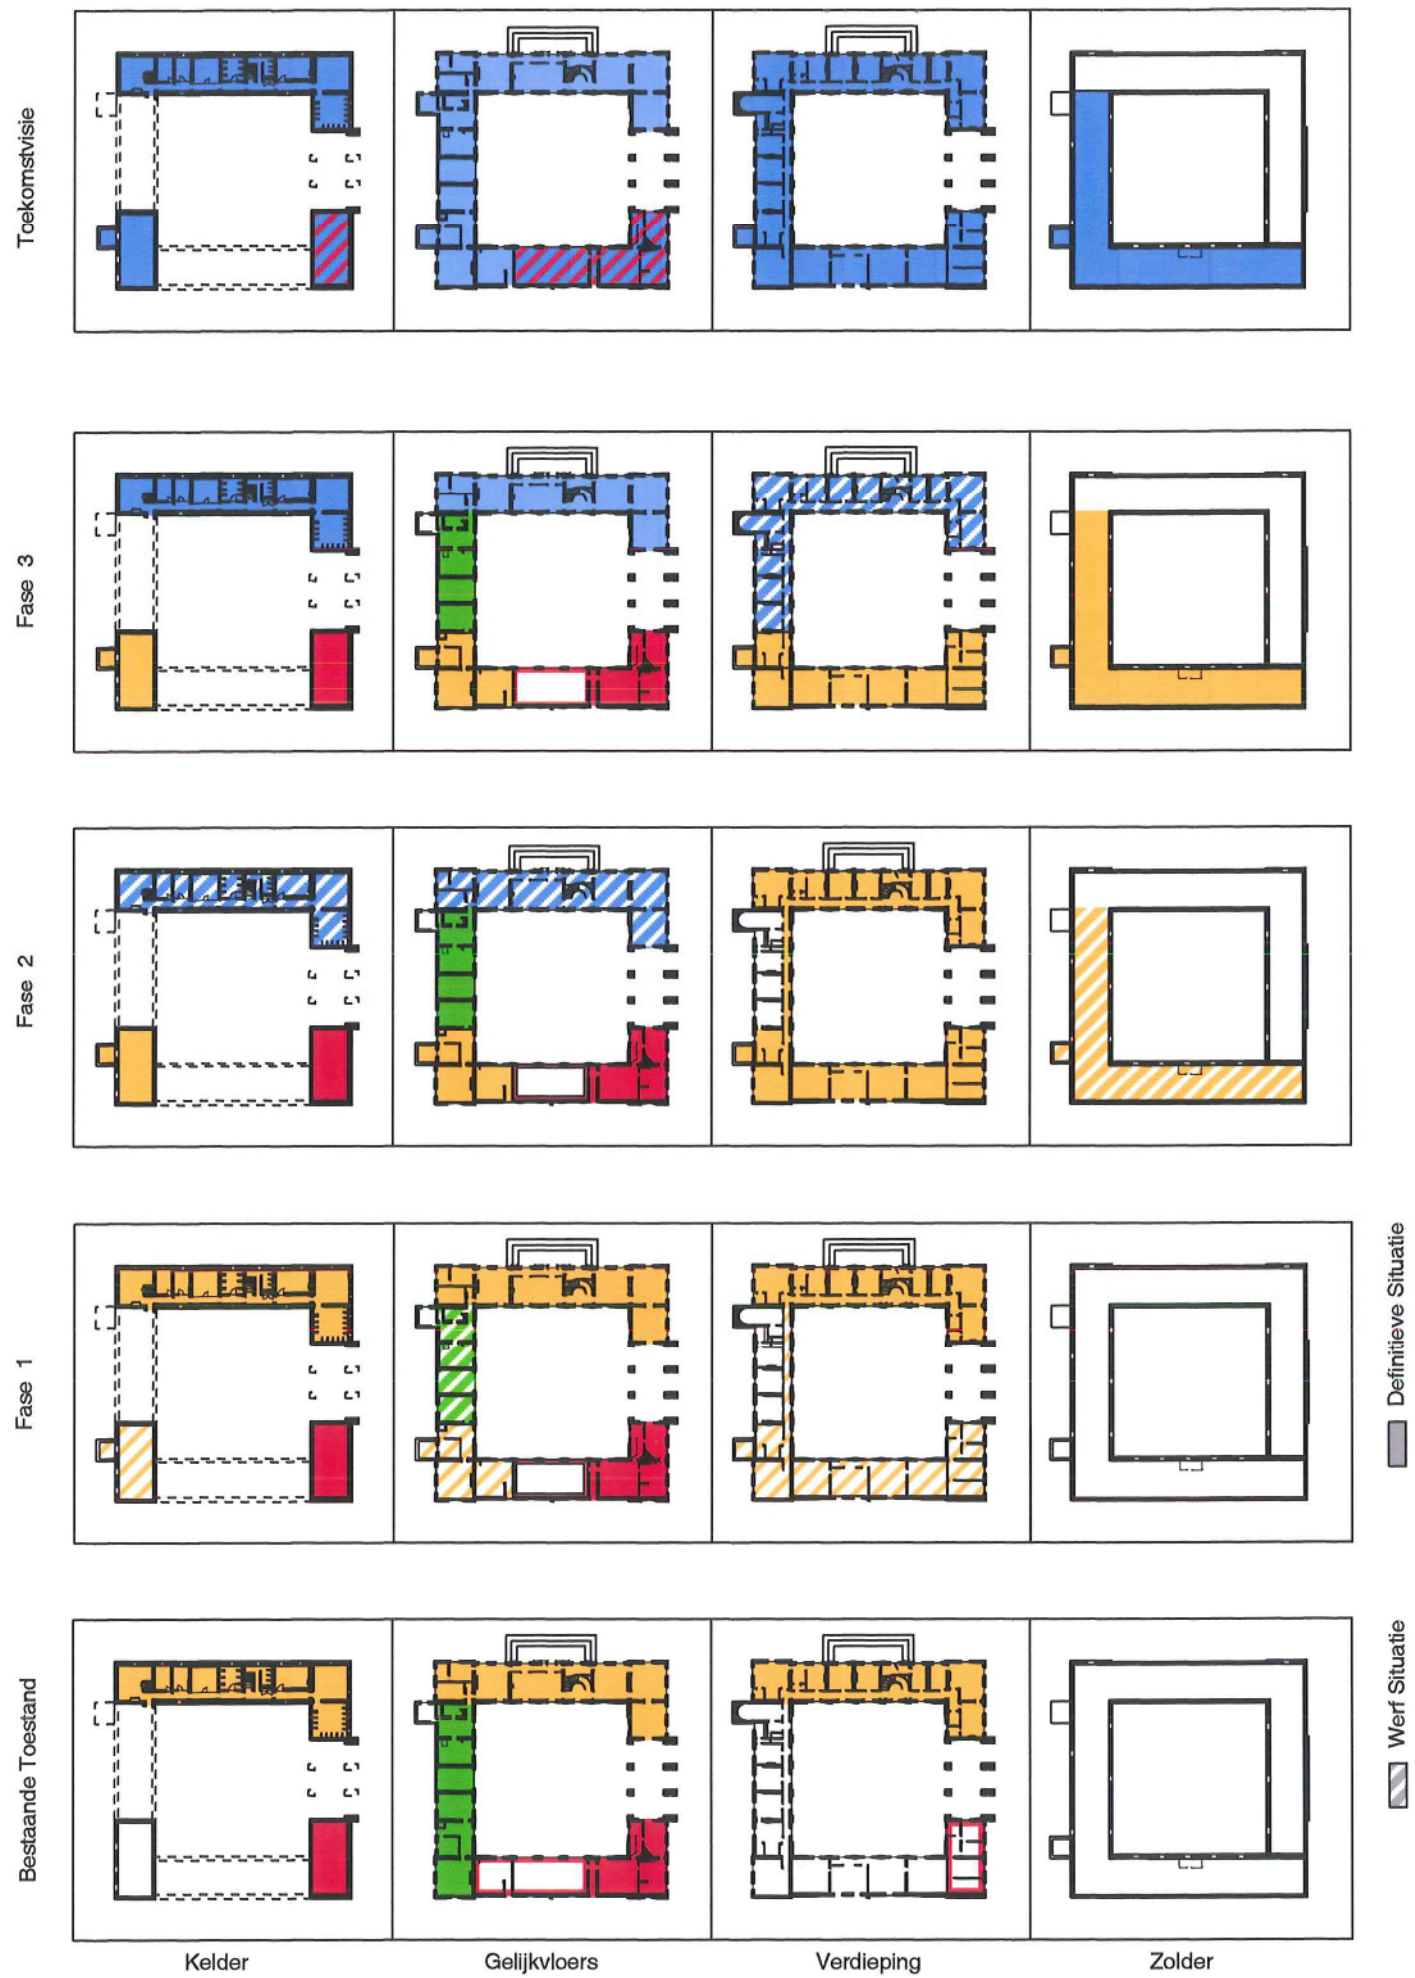 Toekomstvisie
Fase 3
Fase 2
Fase 1
Bestaande Toestand
Kelder
Gelijkvloers
Verdieping
Zolder
Werf Situatie
Definitieve Situatie